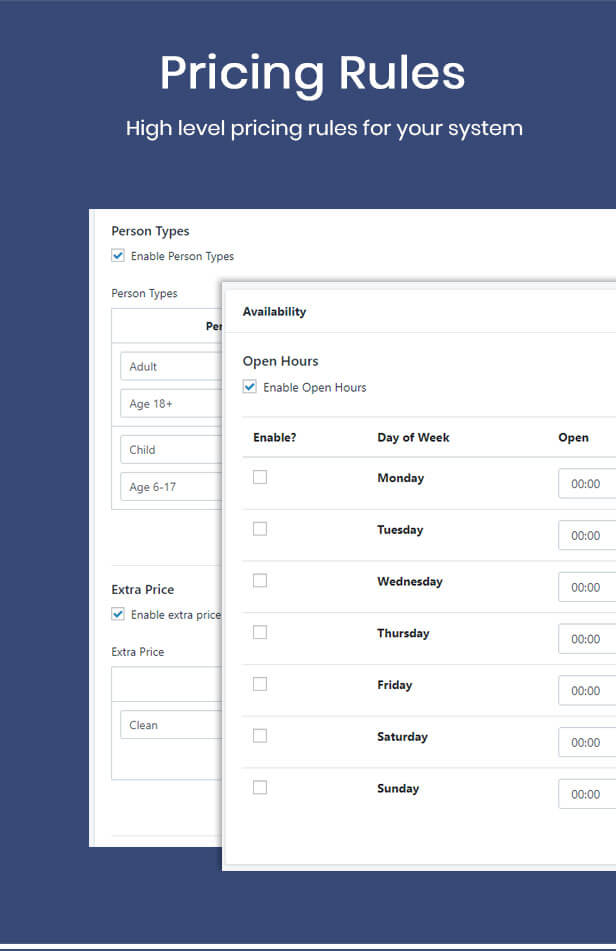 Pricing Rules
High level pricing rules for your system
Person Types
Enable Person Types
Person Types
Adult
Age 18+
Child
Age 6-17
Extra Price
Enable extra price
Extra Price
Clean
Availability
Open Hours
Enable Open Hours
Enable? Day of Week Open
Monday 00:00
Tuesday 00:00
Wednesday 00:00
Thursday 00:00
Friday 00:00
Saturday 00:00
Sunday 00:00